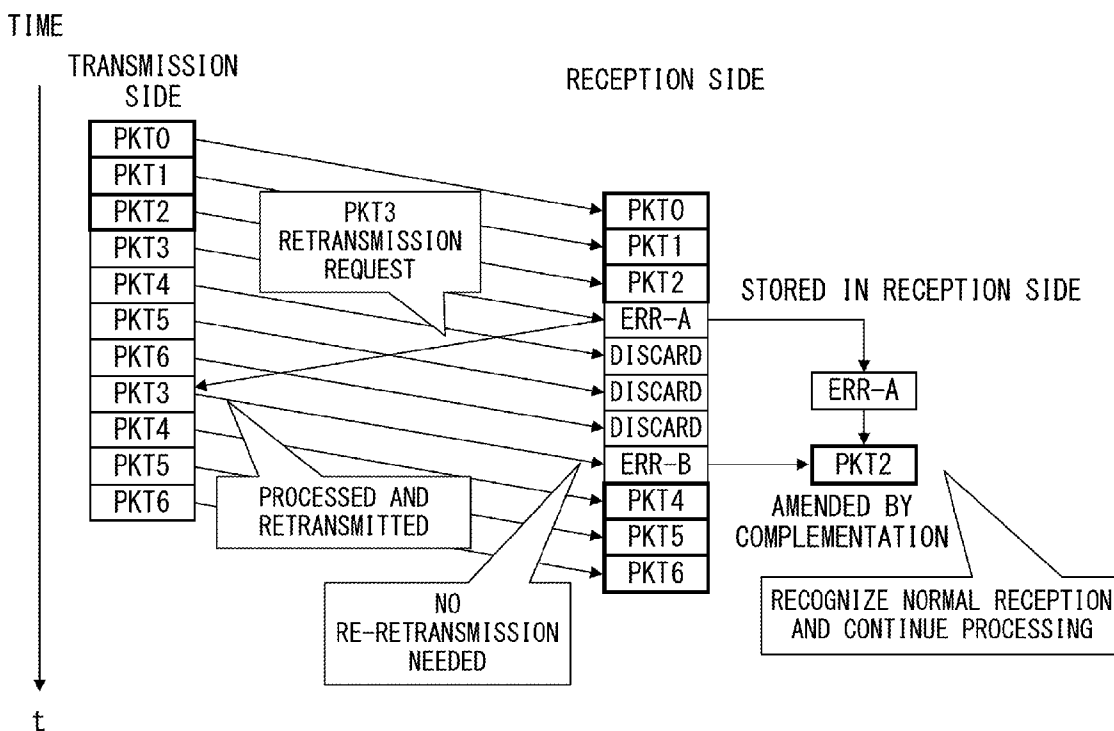 TIME
TRANSMISSION
SIDE
RECEPTION SIDE
PKT0
PKT1
PKT2
PKT3
PKT4
PKT5
PKT6
PKT3
PKT4
PKT5
PKT6
PKT3
RETRANSMISSION
REQUEST
PROCESSED AND
RETRANSMITTED
NO
RE-RETRANSMISSION
NEEDED
PKT0
PKT1
PKT2
ERR-A
DISCARD
DISCARD
DISCARD
ERR-B
PKT4
PKT5
PKT6
STORED IN RECEPTION SIDE
ERR-A
PKT2
AMENDED BY
COMPLEMENTATION
RECOGNIZE NORMAL RECEPTION
AND CONTINUE PROCESSING
t